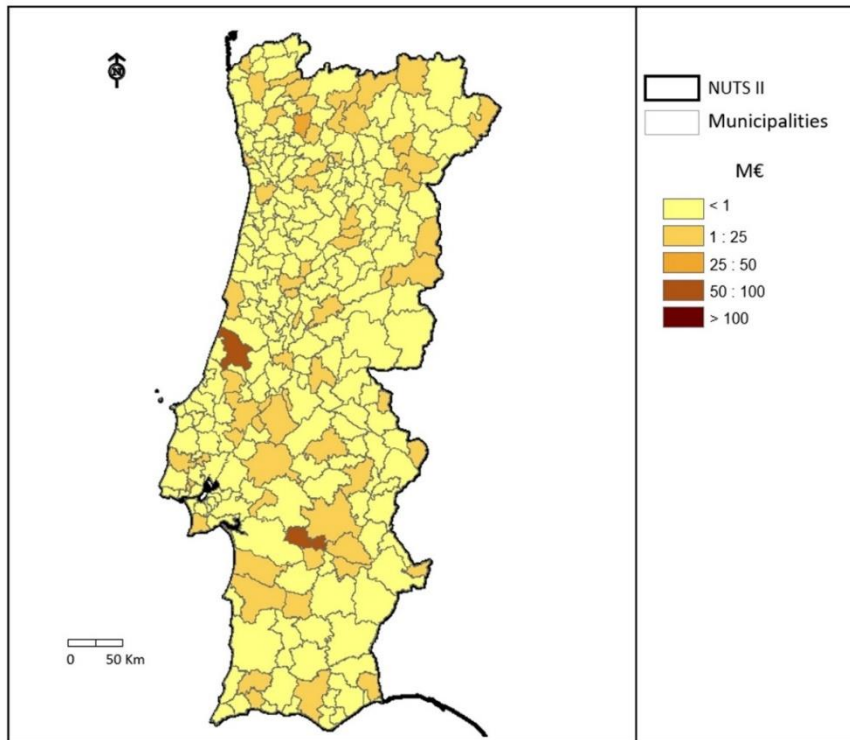 NUTS II
Municipalities
M€
< 1
1 : 25
25 : 50
50 : 100
> 100
0 50 Km